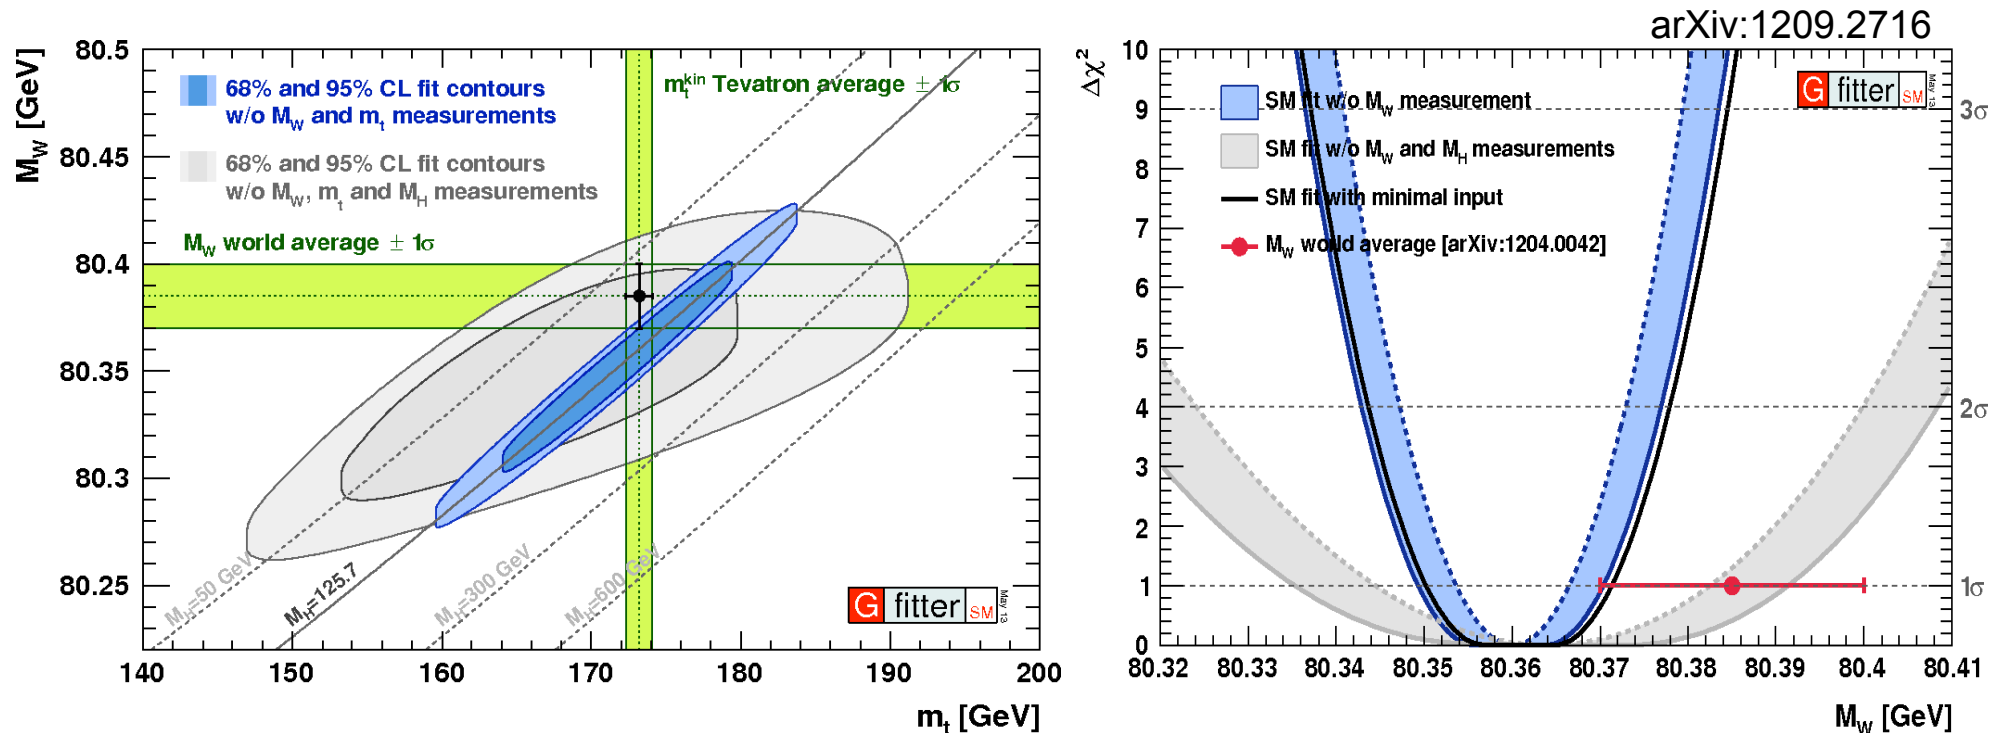 arXiv:1209.2716
M_W [GeV]
80.5
80.45
80.4
80.35
80.3
80.25
68% and 95% CL fit contours
w/o M_W and m_t measurements
68% and 95% CL fit contours
w/o M_W, m_t and M_H measurements
M_W world average ± 1σ
m_t^kin Tevatron average ± 1σ
M_H=50 GeV
M_H=125.7
M_H=300 GeV
M_H=600 GeV
G fitter SM
May 13
140 150 160 170 180 190 200
m_t [GeV]
Δχ²
10
9
8
7
6
5
4
3
2
1
0
SM fit w/o M_W measurement
SM fit w/o M_W and M_H measurements
SM fit with minimal input
M_W world average [arXiv:1204.0042]
G fitter SM
May 13
3σ
2σ
1σ
80.32 80.33 80.34 80.35 80.36 80.37 80.38 80.39 80.4 80.41
M_W [GeV]